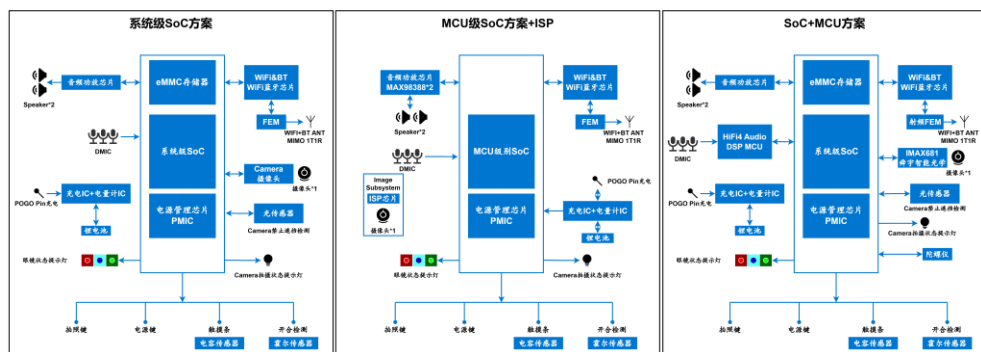 系统级SoC方案
Speaker*2
音频功放芯片
eMMC存储器
WiFi&BT
WiFi蓝牙芯片
FEM
WIFI+BT ANT
MIMO 1T1R
DMIC
系统级SoC
Camera
摄像头
摄像头*1
POGO Pin充电
充电IC+电量计IC
锂电池
电源管理芯片
PMIC
光传感器
Camera禁止遮挡检测
眼镜状态提示灯
Camera拍摄状态提示灯
拍照键
电源键
触摸条
电容传感器
开合检测
霍尔传感器
MCU级SoC方案+ISP
音频功放芯片
MAX98388*2
Speaker*2
WiFi&BT
WiFi蓝牙芯片
FEM
WIFI+BT ANT
MIMO 1T1R
DMIC
MCU级别SoC
Image
Subsystem
ISP芯片
摄像头*1
POGO Pin充电
充电IC+电量计IC
锂电池
电源管理芯片
PMIC
眼镜状态提示灯
Camera拍摄状态提示灯
拍照键
电源键
触摸条
电容传感器
开合检测
霍尔传感器
SoC+MCU方案
Speaker*2
音频功放芯片
eMMC存储器
WiFi&BT
WiFi蓝牙芯片
射频FEM
WIFI+BT ANT
MIMO 1T1R
DMIC
HiFi4 Audio
DSP MCU
系统级SoC
IMAX681
舜宇智能光学
摄像头*1
POGO Pin充电
充电IC+电量计IC
锂电池
电源管理芯片
PMIC
光传感器
Camera禁止遮挡检测
Camera拍摄状态提示灯
眼镜状态提示灯
陀螺仪
拍照键
电源键
触摸条
电容传感器
开合检测
霍尔传感器